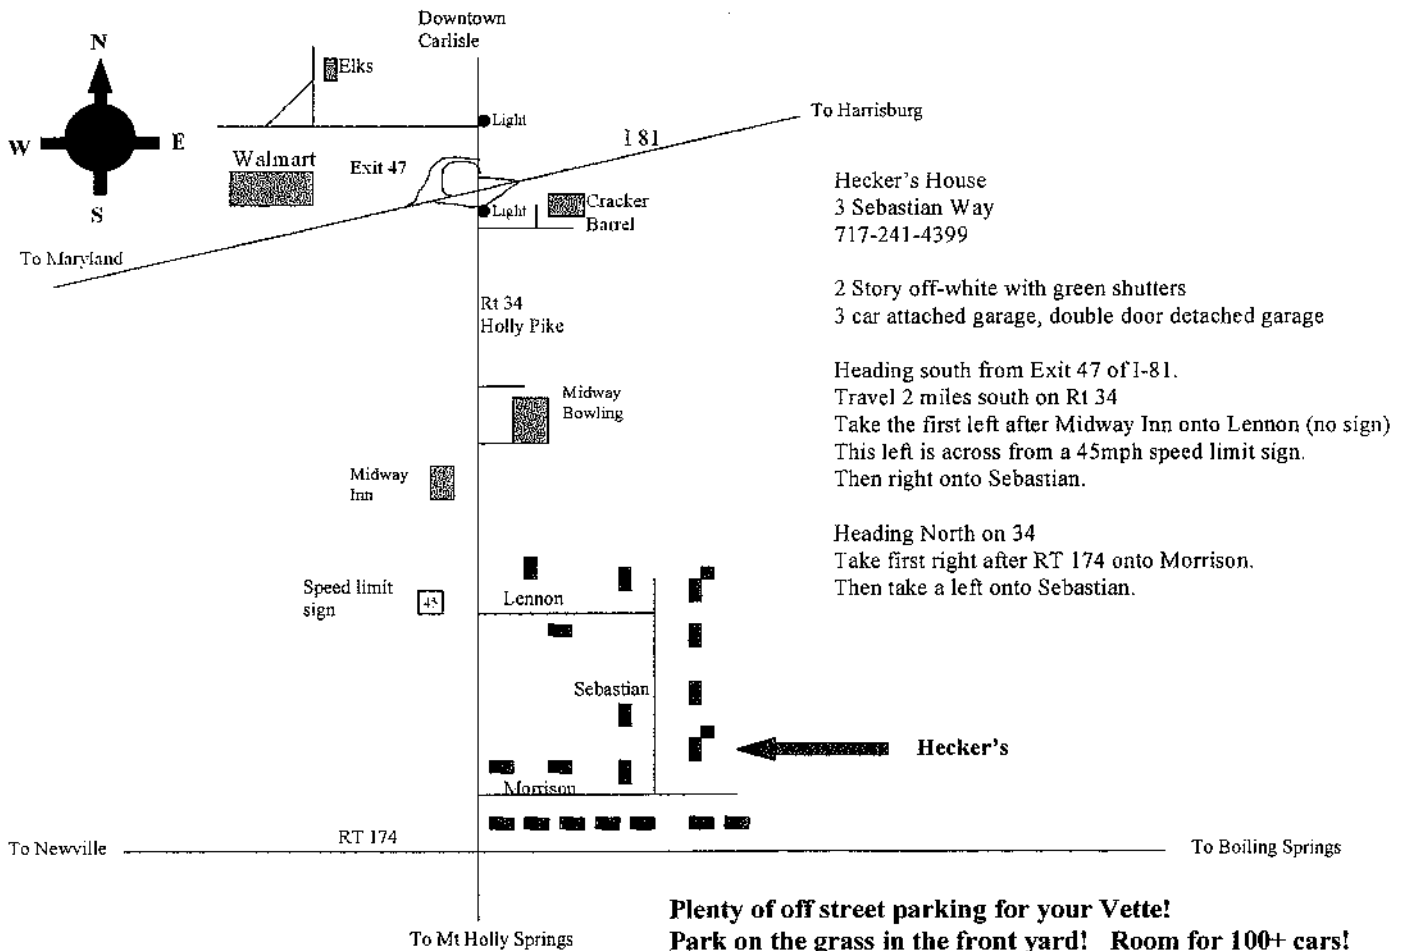 Downtown
Carlisle
N
W
E
S
Elks
Light
To Harrisburg
I 81
Walmart
Exit 47
Cracker
Barrel
Light
To Maryland
Rt 34
Holly Pike
Midway
Bowling
Midway
Inn
Speed limit
sign
45
Lennon
Sebastian
Hecker's
Morrison
RT 174
To Newville
To Boiling Springs
To Mt Holly Springs
Hecker's House
3 Sebastian Way
717-241-4399
2 Story off-white with green shutters
3 car attached garage, double door detached garage
Heading south from Exit 47 of I-81.
Travel 2 miles south on Rt 34
Take the first left after Midway Inn onto Lennon (no sign)
This left is across from a 45mph speed limit sign.
Then right onto Sebastian.
Heading North on 34
Take first right after RT 174 onto Morrison.
Then take a left onto Sebastian.
Plenty of off street parking for your Vette!
Park on the grass in the front yard! Room for 100+ cars!